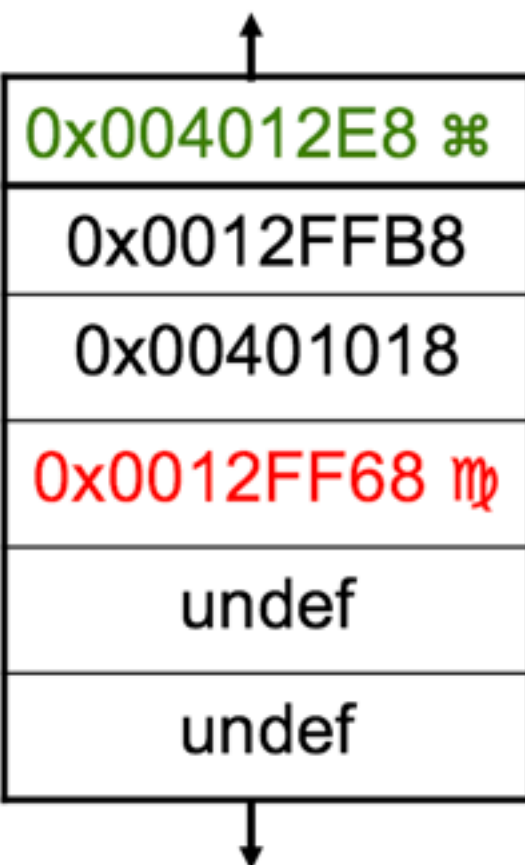 0x004012E8 ⌘
0x0012FFB8
0x00401018
0x0012FF68 ♍
undef
undef